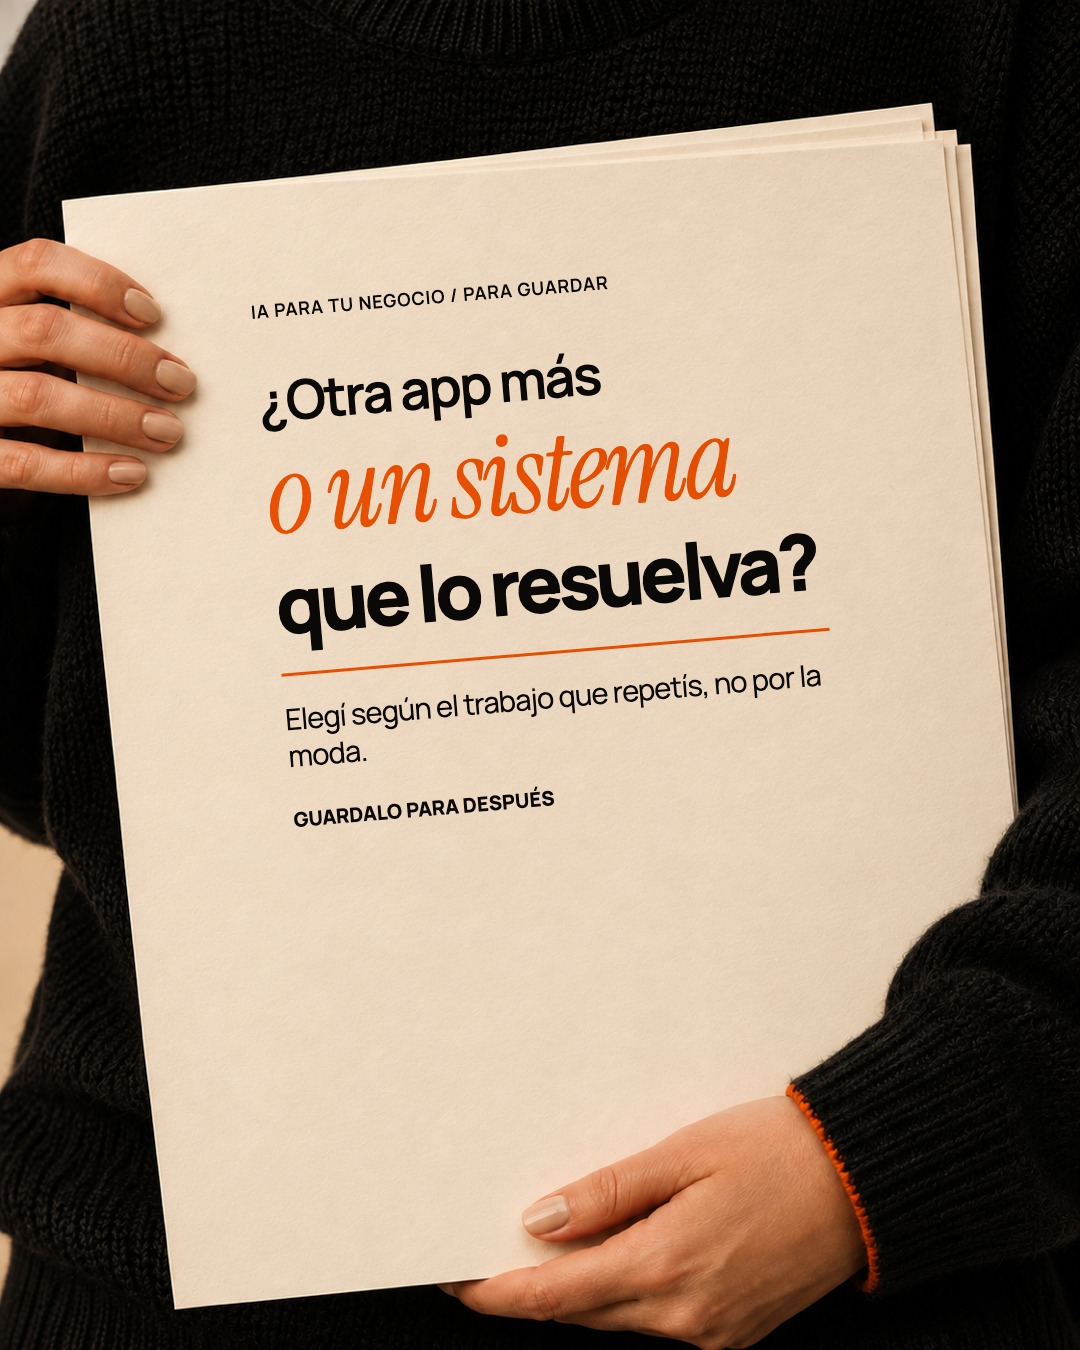 IA PARA TU NEGOCIO / PARA GUARDAR
¿Otra app más
o un sistema
que lo resuelva?
Elegí según el trabajo que repetís, no por la
moda.
GUARDALO PARA DESPUÉS